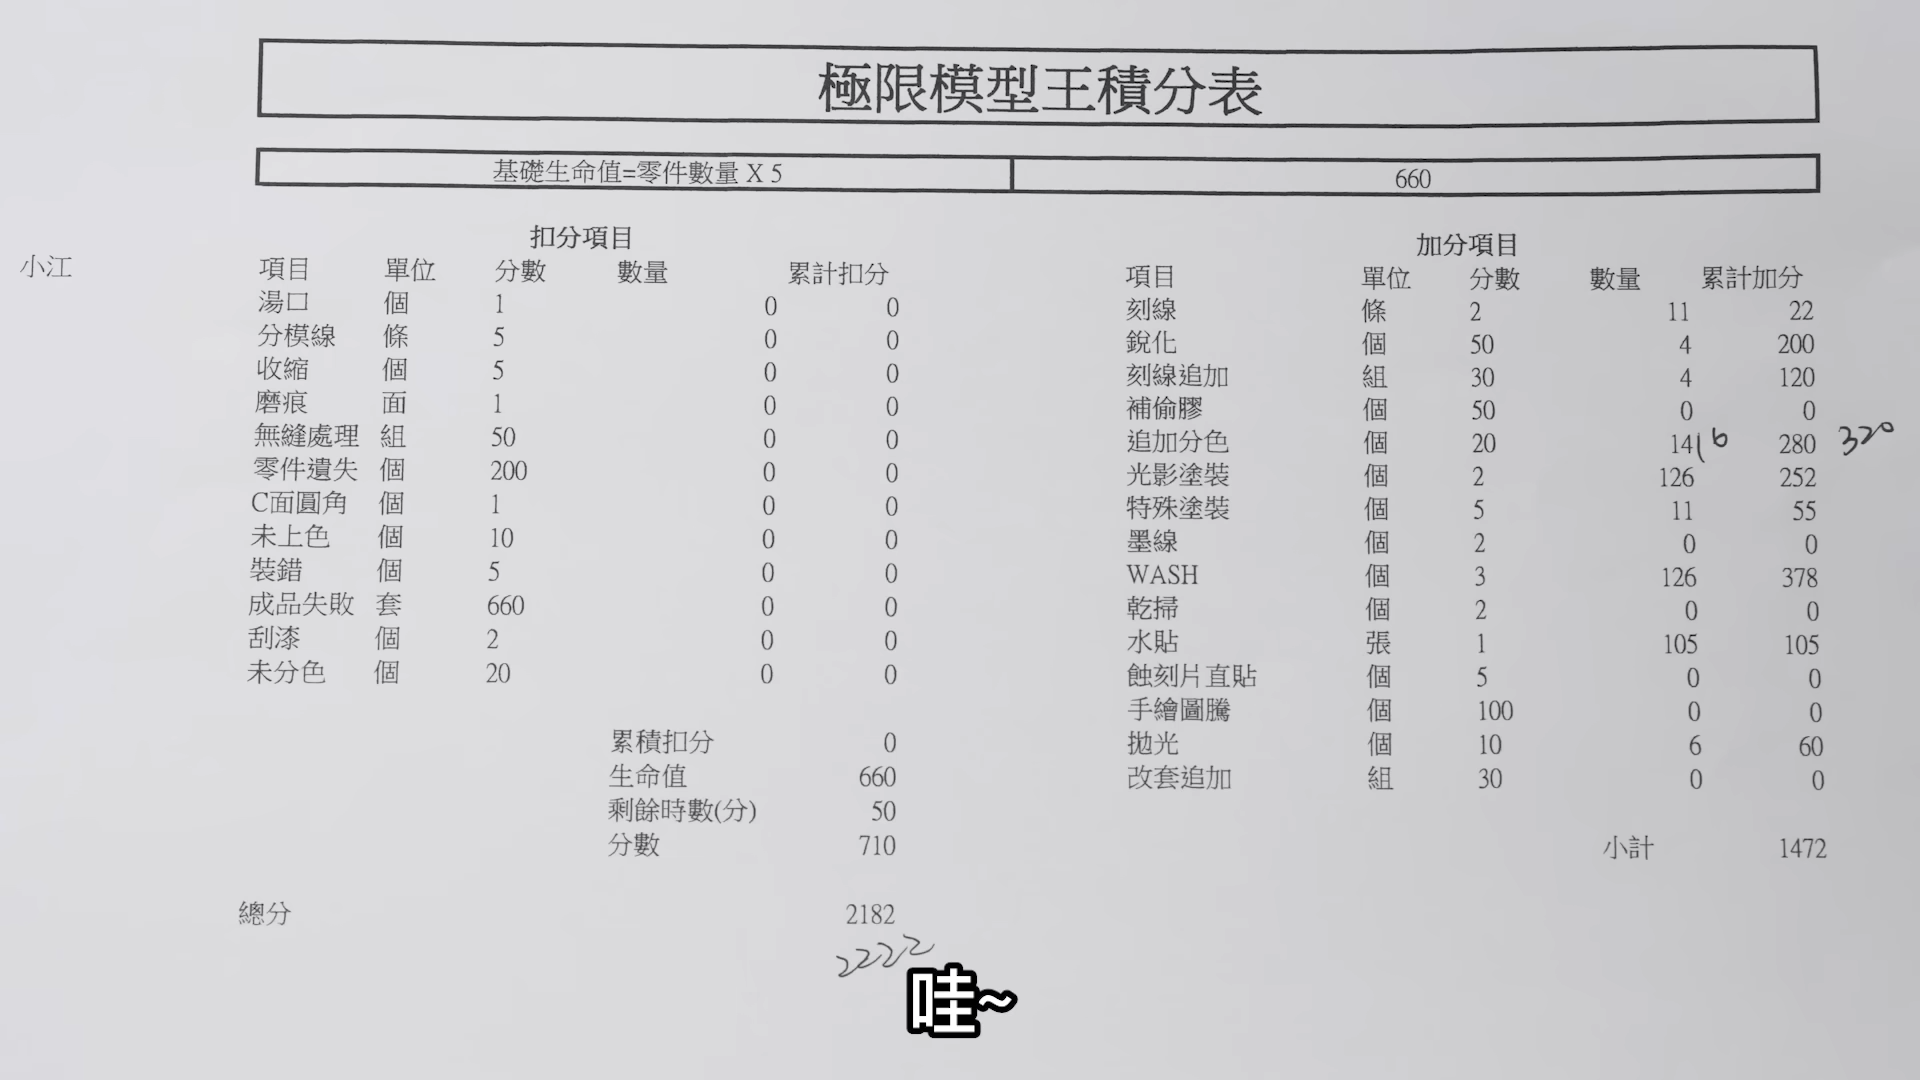 極限模型王積分表
基礎生命值=零件數量 X 5 660
小江
扣分項目
項目 單位 分數 數量 累計扣分
湯口 個 1 0 0
分模線 條 5 0 0
收縮 個 5 0 0
磨痕 面 1 0 0
無縫處理 組 50 0 0
零件遺失 個 200 0 0
C面圓角 個 1 0 0
未上色 個 10 0 0
裝錯 個 5 0 0
成品失敗 套 660 0 0
刮漆 個 2 0 0
未分色 個 20 0 0
累積扣分 0
生命值 660
剩餘時數(分) 50
分數 710
總分 2182
2222
加分項目
項目 單位 分數 數量 累計加分
刻線 條 2 11 22
銳化 個 50 4 200
刻線追加 組 30 4 120
補偷膠 個 50 0 0
追加分色 個 20 14 16 280 320
光影塗裝 個 2 126 252
特殊塗裝 個 5 11 55
墨線 個 2 0 0
WASH 個 3 126 378
乾掃 個 2 0 0
水貼 張 1 105 105
蝕刻片直貼 個 5 0 0
手繪圖騰 個 100 0 0
拋光 個 10 6 60
改套追加 組 30 0 0
小計 1472
哇~